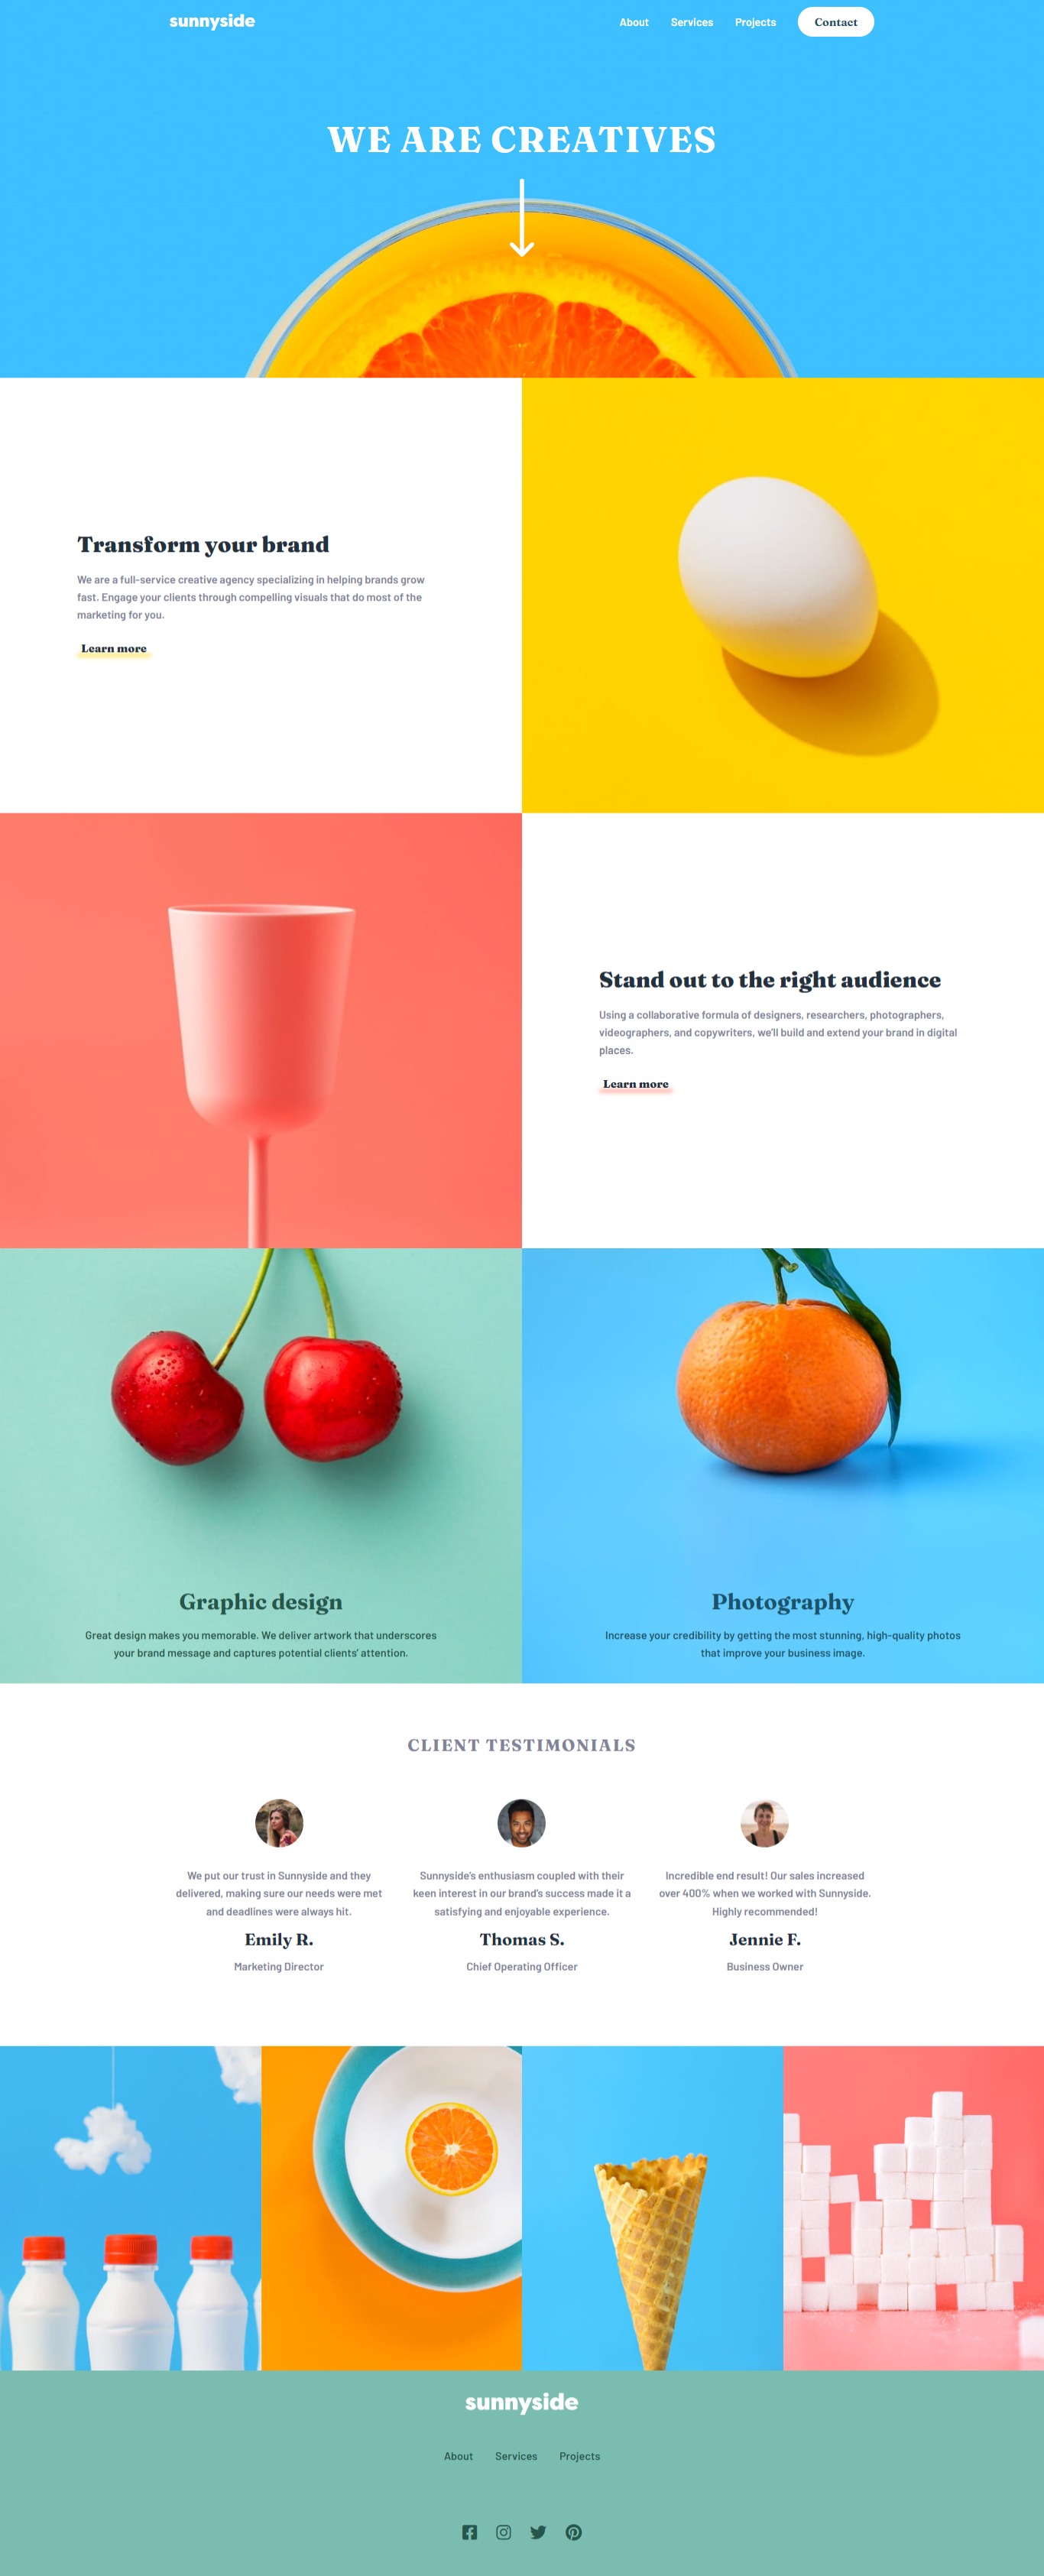 sunnyside
About Services Projects Contact
WE ARE CREATIVES
Transform your brand
We are a full-service creative agency specializing in helping brands grow
fast. Engage your clients through compelling visuals that do most of the
marketing for you.
Learn more
Stand out to the right audience
Using a collaborative formula of designers, researchers, photographers,
videographers, and copywriters, we'll build and extend your brand in digital
places.
Learn more
Graphic design
Great design makes you memorable. We deliver artwork that underscores
your brand message and captures potential clients' attention.
Photography
Increase your credibility by getting the most stunning, high-quality photos
that improve your business image.
CLIENT TESTIMONIALS
We put our trust in Sunnyside and they
delivered, making sure our needs were met
and deadlines were always hit.
Emily R.
Marketing Director
Sunnyside's enthusiasm coupled with their
keen interest in our brand's success made it a
satisfying and enjoyable experience.
Thomas S.
Chief Operating Officer
Incredible end result! Our sales increased
over 400% when we worked with Sunnyside.
Highly recommended!
Jennie F.
Business Owner
sunnyside
About Services Projects